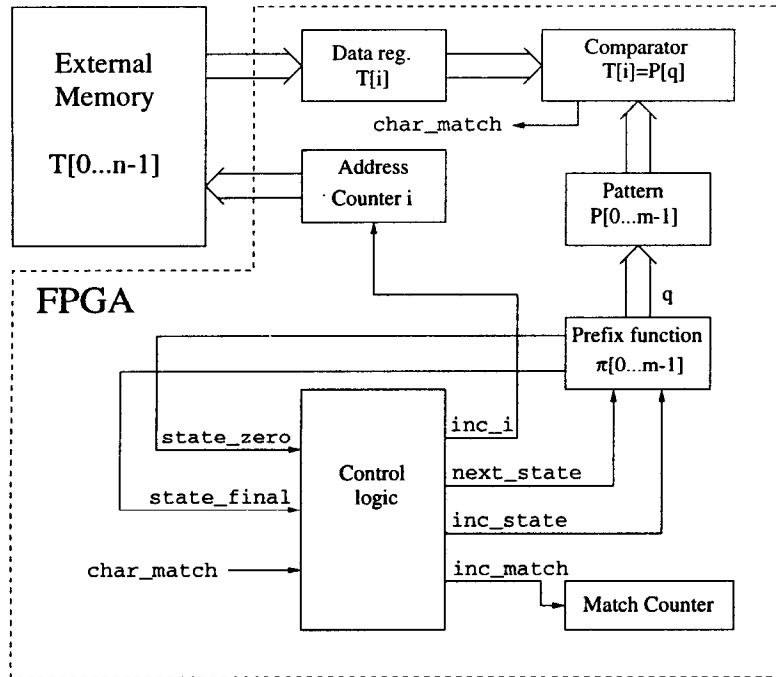 External
Memory
T[0...n-1]
Data reg.
T[i]
Comparator
T[i]=P[q]
char_match
Address
Counter i
Pattern
P[0...m-1]
q
FPGA
Prefix function
π[0...m-1]
state_zero
state_final
char_match
Control
logic
inc_i
next_state
inc_state
inc_match
Match Counter